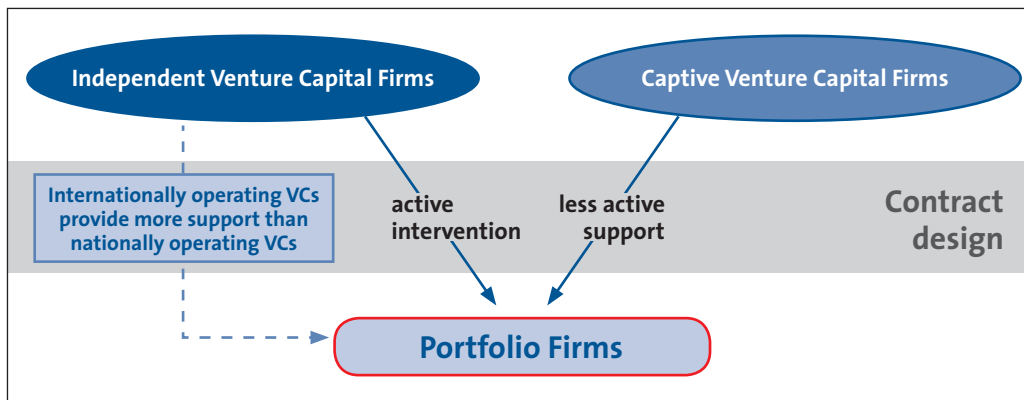 Independent Venture Capital Firms
Captive Venture Capital Firms
Internationally operating VCs
provide more support than
nationally operating VCs
active
intervention
less active
support
Contract
design
Portfolio Firms